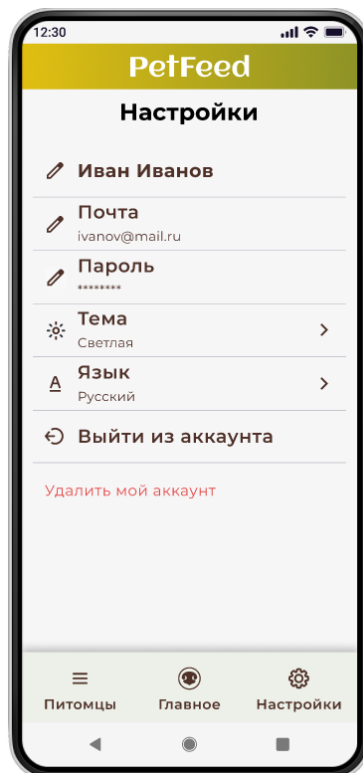 12:30
PetFeed
Настройки
Иван Иванов
Почта
ivanov@mail.ru
Пароль
********
Тема
Светлая
A Язык
Русский
Выйти из аккаунта
Удалить мой аккаунт
Питомцы Главное Настройки